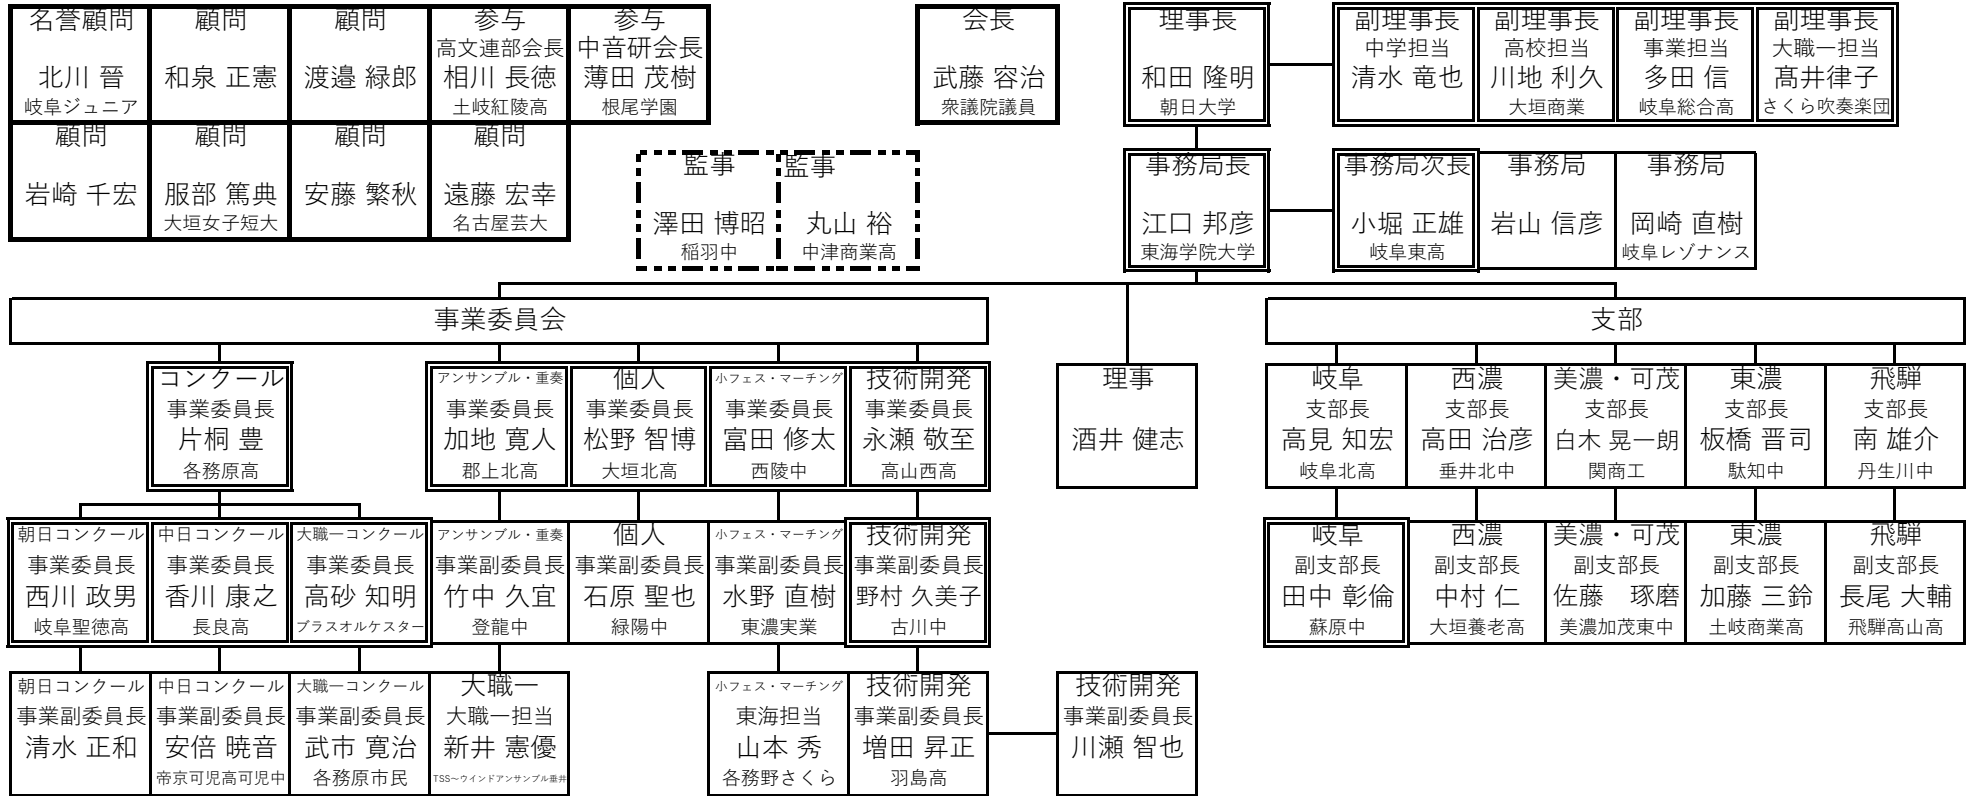 名誉顧問
北川 晉
岐阜ジュニア
顧問
和泉 正憲
顧問
渡邉 緑郎
参与
高文連部会長
相川 長徳
土岐紅陵高
参与
中音研会長
薄田 茂樹
根尾学園
会長
武藤 容治
衆議院議員
理事長
和田 隆明
朝日大学
副理事長
中学担当
清水 竜也
副理事長
高校担当
川地 利久
大垣商業
副理事長
事業担当
多田 信
岐阜総合高
副理事長
大職一担当
髙井律子
さくら吹奏楽団
顧問
岩崎 千宏
顧問
服部 篤典
大垣女子短大
顧問
安藤 繁秋
顧問
遠藤 宏幸
名古屋芸大
監事
澤田 博昭
稲羽中
監事
丸山 裕
中津商業高
事務局長
江口 邦彦
東海学院大学
事務局次長
小堀 正雄
岐阜東高
事務局
岩山 信彦
事務局
岡崎 直樹
岐阜レゾナンス
事業委員会
支部
コンクール
事業委員長
片桐 豊
各務原高
アンサンブル・重奏
事業委員長
加地 寛人
郡上北高
個人
事業委員長
松野 智博
大垣北高
小フェス・マーチング
事業委員長
富田 修太
西陵中
技術開発
事業委員長
永瀬 敬至
高山西高
理事
酒井 健志
岐阜
支部長
高見 知宏
岐阜北高
西濃
支部長
高田 治彦
垂井北中
美濃・可茂
支部長
白木 晃一朗
関商工
東濃
支部長
板橋 晋司
駄知中
飛騨
支部長
南 雄介
丹生川中
朝日コンクール
事業委員長
西川 政男
岐阜聖徳高
中日コンクール
事業委員長
香川 康之
長良高
大職一コンクール
事業委員長
高砂 知明
ブラスオルケスター
アンサンブル・重奏
事業副委員長
竹中 久宜
登龍中
個人
事業副委員長
石原 聖也
緑陽中
小フェス・マーチング
事業副委員長
水野 直樹
東濃実業
技術開発
事業副委員長
野村 久美子
古川中
岐阜
副支部長
田中 彰倫
蘇原中
西濃
副支部長
中村 仁
大垣養老高
美濃・可茂
副支部長
佐藤　琢磨
美濃加茂東中
東濃
副支部長
加藤 三鈴
土岐商業高
飛騨
副支部長
長尾 大輔
飛騨高山高
朝日コンクール
事業副委員長
清水 正和
中日コンクール
事業副委員長
安倍 暁音
帝京可児高可児中
大職一コンクール
事業副委員長
武市 寛治
各務原市民
大職一
大職一担当
新井 憲優
TSS～ウインドアンサンブル垂井
小フェス・マーチング
東海担当
山本 秀
各務野さくら
技術開発
事業副委員長
増田 昇正
羽島高
技術開発
事業副委員長
川瀬 智也